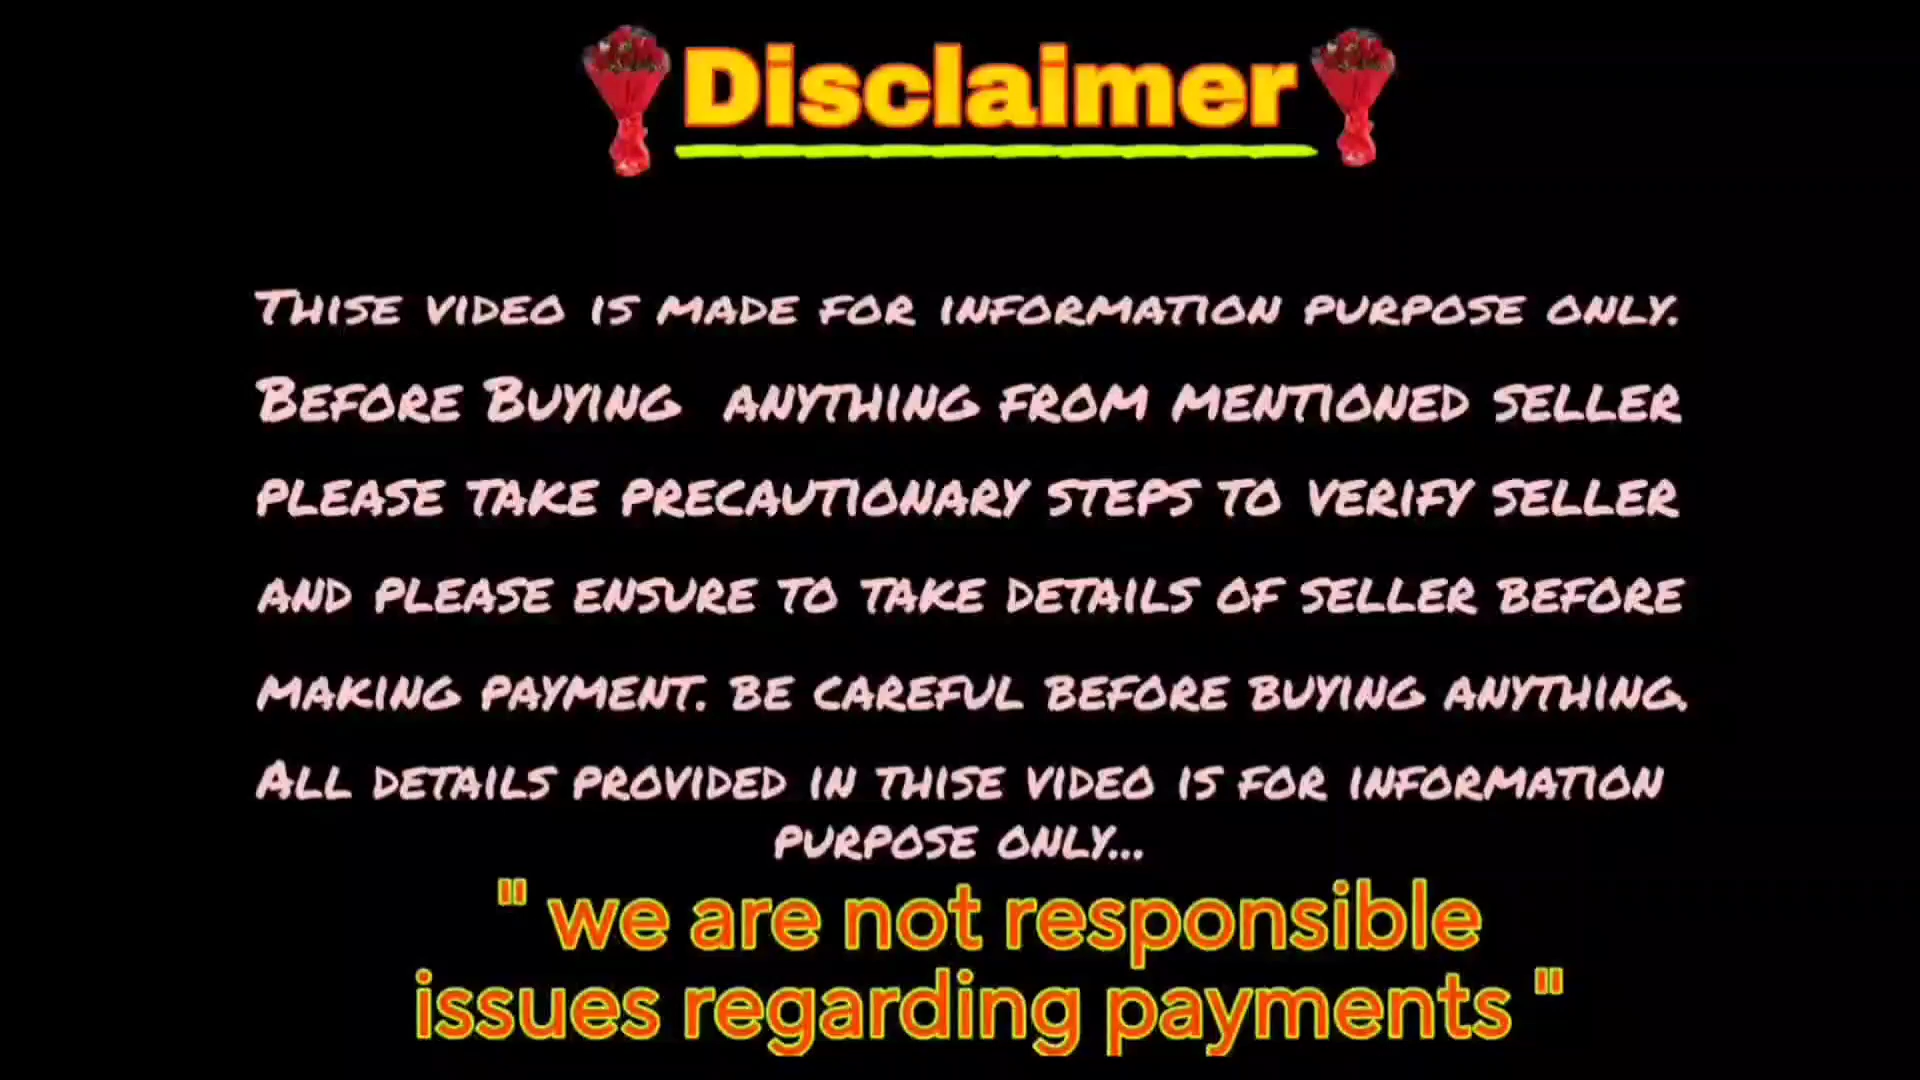 Disclaimer
THISE VIDEO IS MADE FOR INFORMATION PURPOSE ONLY.
BEFORE BUYING ANYTHING FROM MENTIONED SELLER
PLEASE TAKE PRECAUTIONARY STEPS TO VERIFY SELLER
AND PLEASE ENSURE TO TAKE DETAILS OF SELLER BEFORE
MAKING PAYMENT. BE CAREFUL BEFORE BUYING ANYTHING.
ALL DETAILS PROVIDED IN THISE VIDEO IS FOR INFORMATION
PURPOSE ONLY...
" we are not responsible
issues regarding payments "